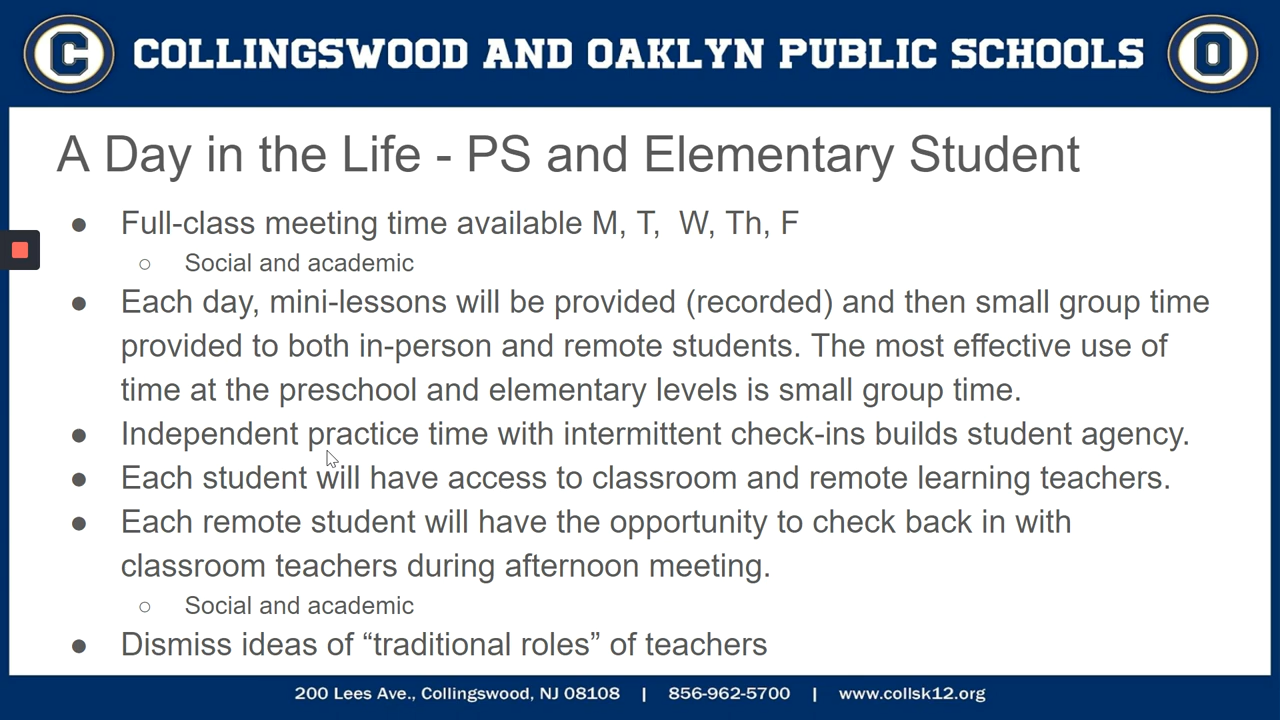 C COLLINGSWOOD AND OAKLYN PUBLIC SCHOOLS O
A Day in the Life - PS and Elementary Student
● Full-class meeting time available M, T,  W, Th, F
○ Social and academic
● Each day, mini-lessons will be provided (recorded) and then small group time
provided to both in-person and remote students. The most effective use of
time at the preschool and elementary levels is small group time.
● Independent practice time with intermittent check-ins builds student agency.
● Each student will have access to classroom and remote learning teachers.
● Each remote student will have the opportunity to check back in with
classroom teachers during afternoon meeting.
○ Social and academic
● Dismiss ideas of “traditional roles” of teachers
200 Lees Ave., Collingswood, NJ 08108 | 856-962-5700 | www.collsk12.org